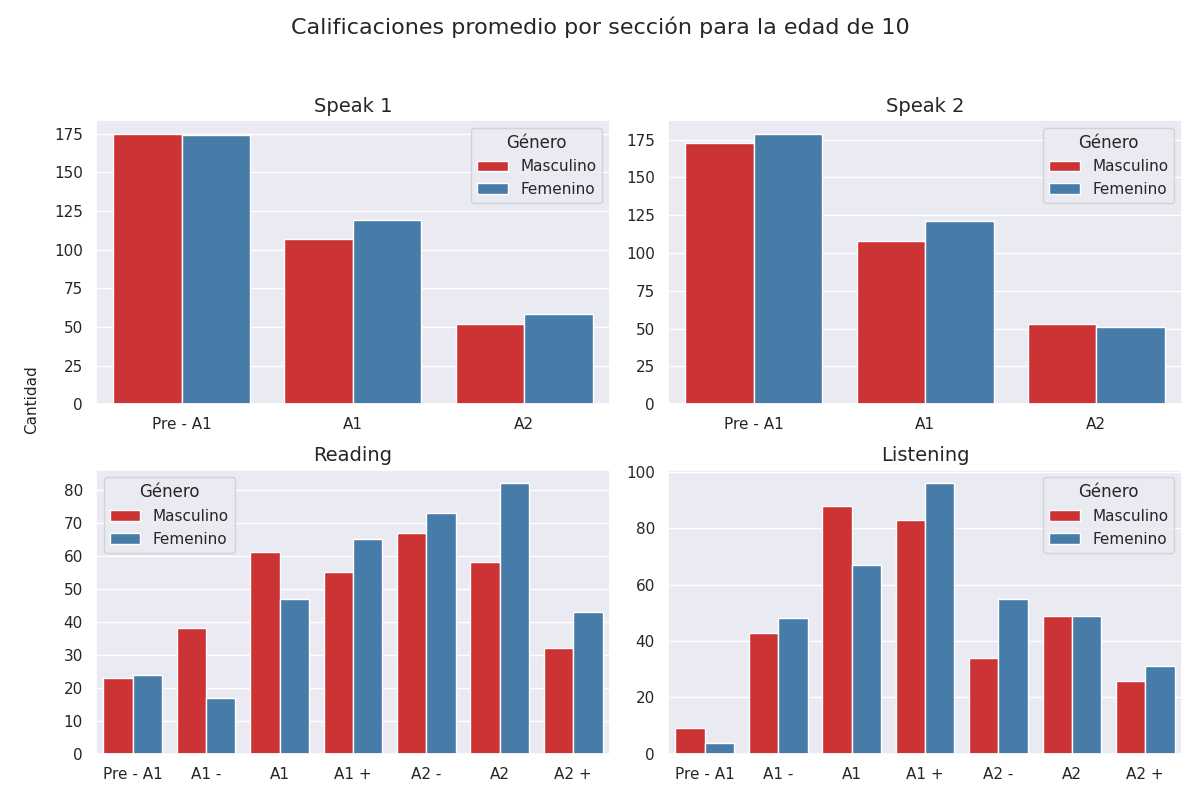 Calificaciones promedio por sección para la edad de 10
Cantidad
Speak 1
175
150
125
100
75
50
25
0
Género
Masculino
Femenino
Pre - A1
A1
A2
Speak 2
175
150
125
100
75
50
25
0
Género
Masculino
Femenino
Pre - A1
A1
A2
Reading
80
70
60
50
40
30
20
10
0
Género
Masculino
Femenino
Pre - A1
A1 -
A1
A1 +
A2 -
A2
A2 +
Listening
100
80
60
40
20
0
Género
Masculino
Femenino
Pre - A1
A1 -
A1
A1 +
A2 -
A2
A2 +